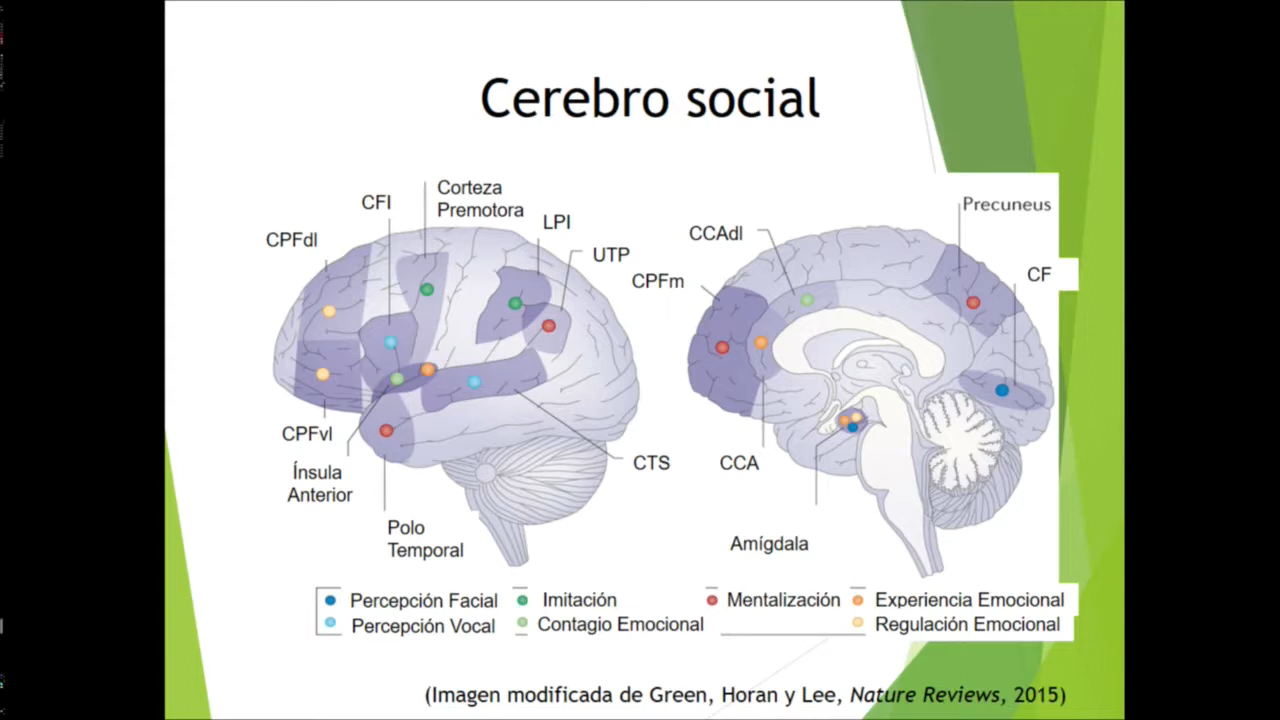 Cerebro social
Corteza
Premotora
CFI
LPI
CPFdl
UTP
CPFvl
Ínsula
Anterior
CTS
Polo
Temporal
Precuneus
CCAdl
CF
CPFm
CCA
Amígdala
Percepción Facial
Imitación
Mentalización
Experiencia Emocional
Percepción Vocal
Contagio Emocional
Regulación Emocional
(Imagen modificada de Green, Horan y Lee, Nature Reviews, 2015)